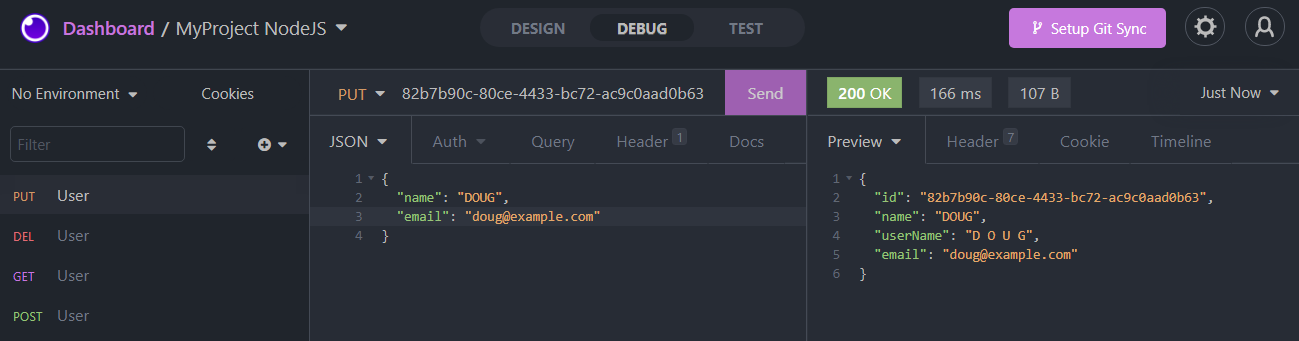 Dashboard / MyProject NodeJS
DESIGN DEBUG TEST
Setup Git Sync
No Environment Cookies
Filter
PUT User
DEL User
GET User
POST User
PUT 82b7b90c-80ce-4433-bc72-ac9c0aad0b63 Send
JSON Auth Query Header 1 Docs
1 {
2 "name": "DOUG",
3 "email": "doug@example.com"
4 }
200 OK 166 ms 107 B Just Now
Preview Header 7 Cookie Timeline
1 {
2 "id": "82b7b90c-80ce-4433-bc72-ac9c0aad0b63",
3 "name": "DOUG",
4 "userName": "D O U G",
5 "email": "doug@example.com"
6 }